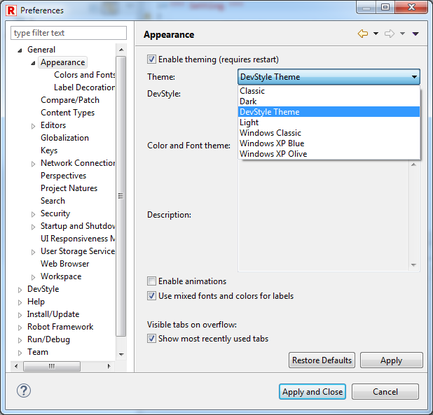 Preferences
type filter text
General
Appearance
Colors and Fonts
Label Decoration
Compare/Patch
Content Types
Editors
Globalization
Keys
Network Connection
Perspectives
Project Natures
Search
Security
Startup and Shutdow
UI Responsiveness M
User Storage Service
Web Browser
Workspace
DevStyle
Help
Install/Update
Robot Framework
Run/Debug
Team
Appearance
Enable theming (requires restart)
Theme:
DevStyle Theme
Classic
Dark
DevStyle Theme
Light
Windows Classic
Windows XP Blue
Windows XP Olive
DevStyle:
Color and Font theme:
Description:
Enable animations
Use mixed fonts and colors for labels
Visible tabs on overflow:
Show most recently used tabs
Restore Defaults
Apply
Apply and Close
Cancel